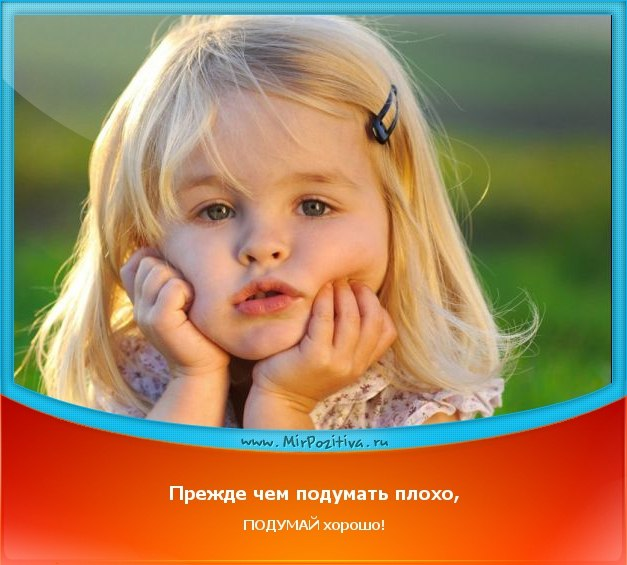 www.MirPozitiva.ru
Прежде чем подумать плохо,
ПОДУМАЙ хорошо!